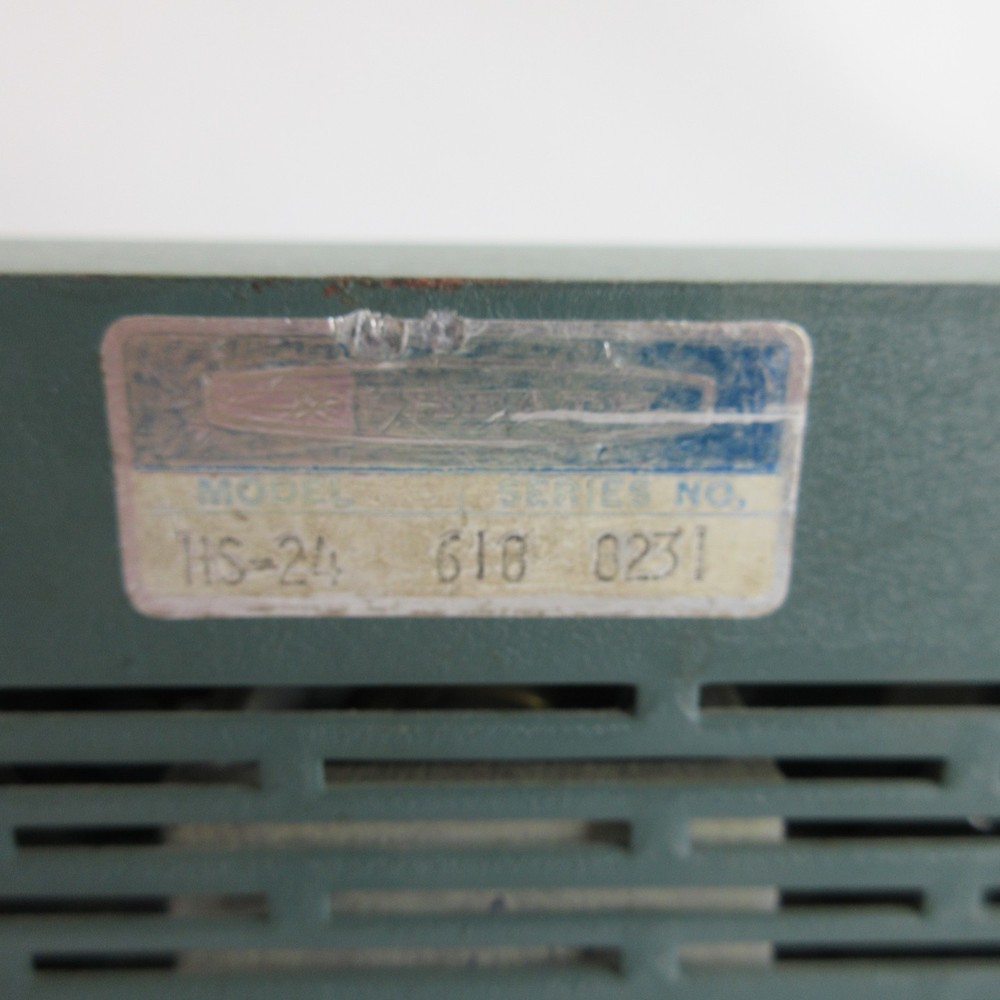 MODEL SERIES NO.
HS-24 618 0231